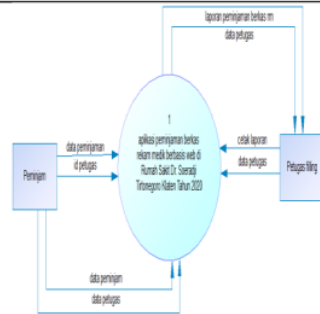 laporan peminjaman berkas rm
data petugas
1
aplikasi peminjaman berkas
rekam medik berbasis web di
Rumah Sakit Dr. Soeradji
Tirtonegoro Klaten Tahun 2020
data peminjaman
id petugas
cetak laporan
data petugas
Peminjam
Petugas filing
data peminjam
data petugas